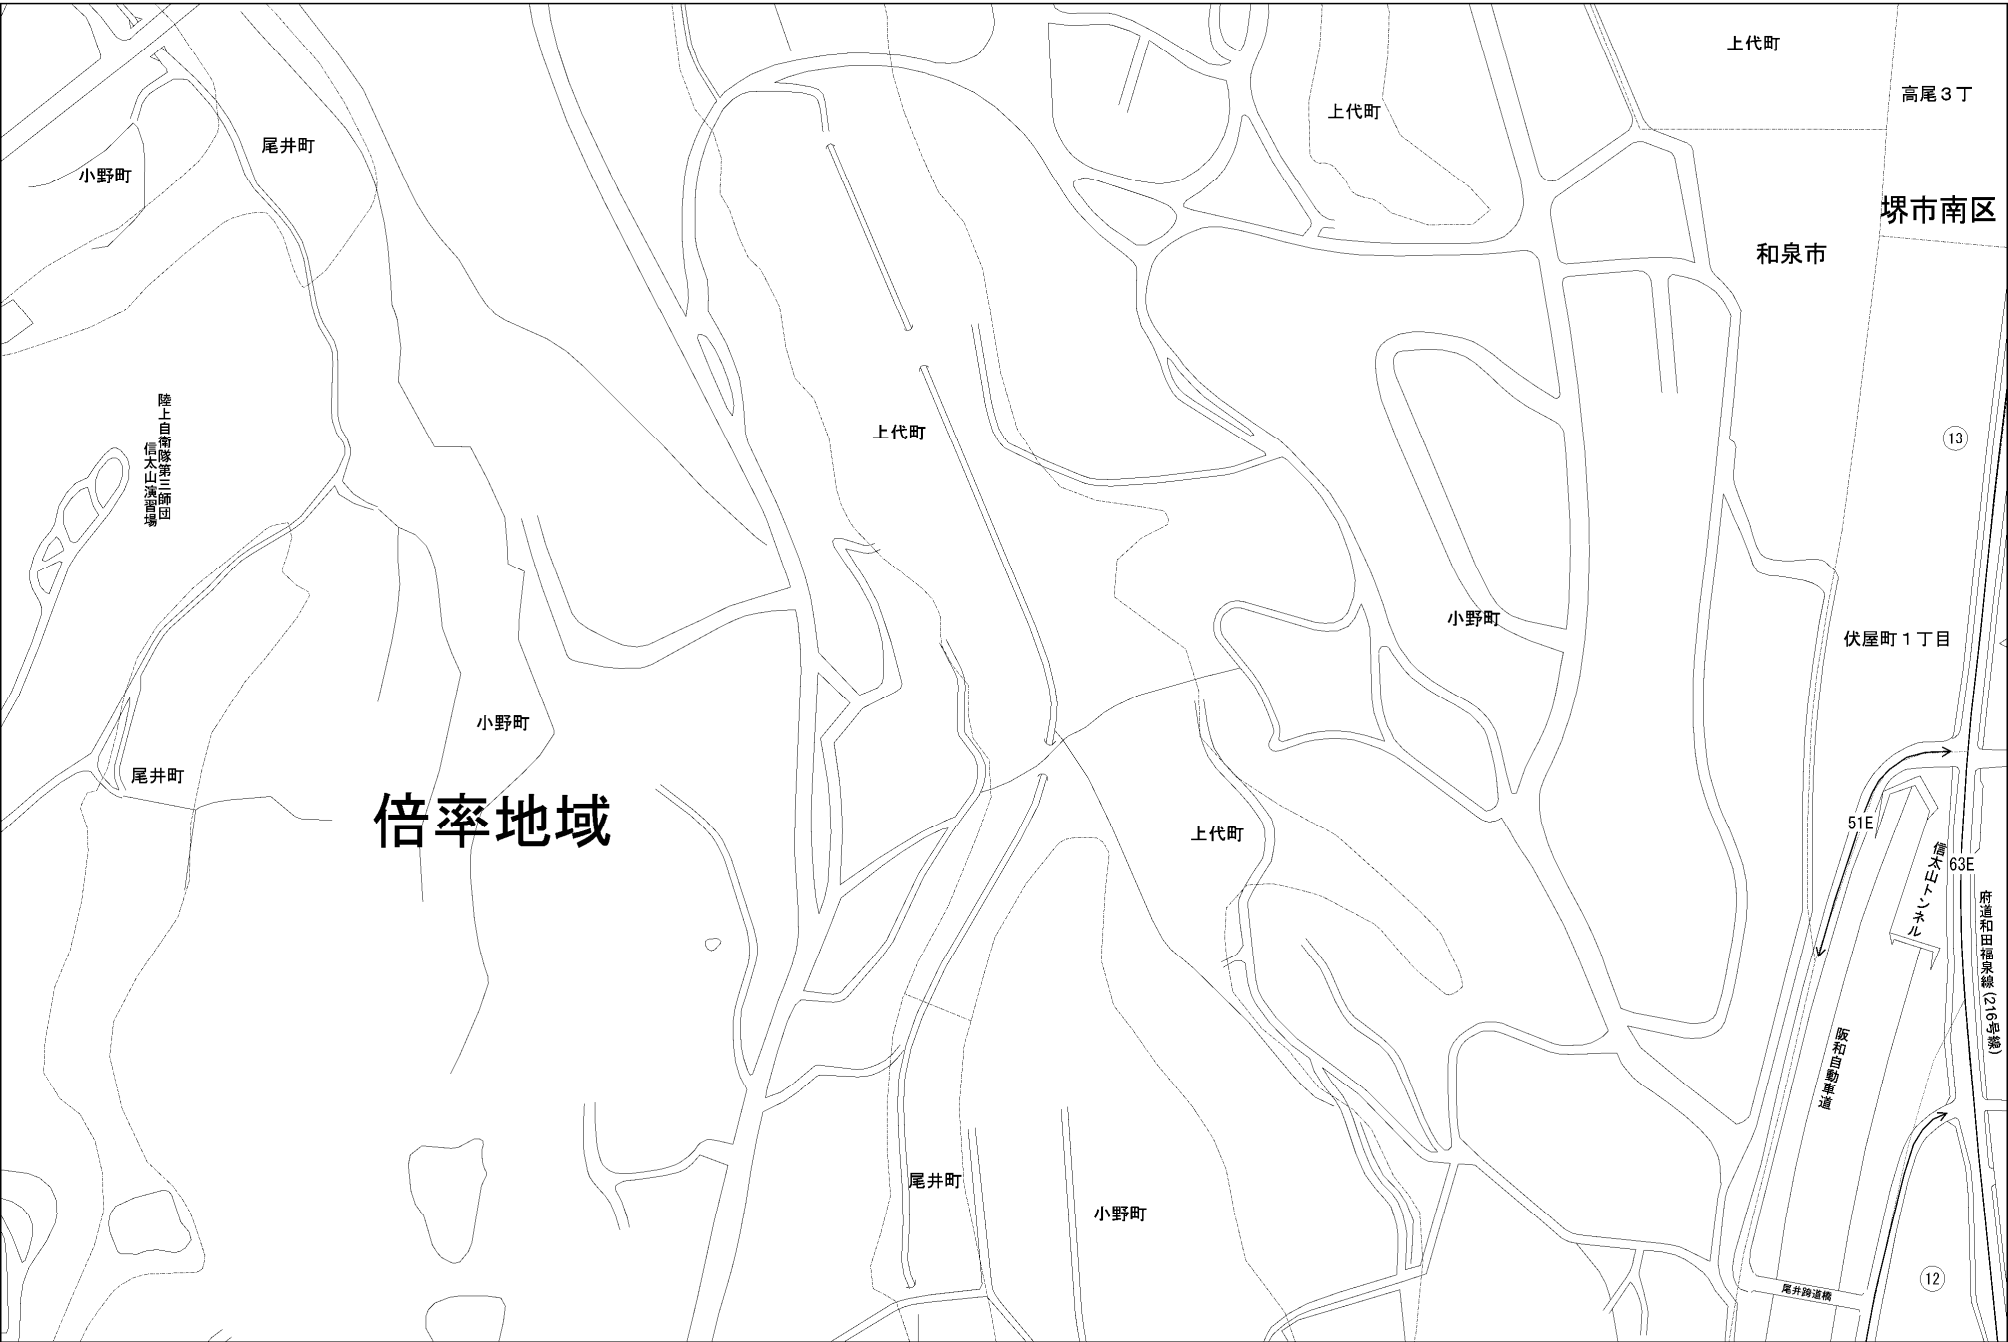 上代町
高尾3丁
上代町
尾井町
小野町
堺市南区
和泉市
陸上自衛隊第三師団
信太山演習場
上代町
13
小野町
伏屋町1丁目
小野町
尾井町
倍率地域
上代町
51E
63E
信太山トンネル
府道和田福泉線(216号線)
阪和自動車道
尾井町
小野町
12
尾井跨道橋